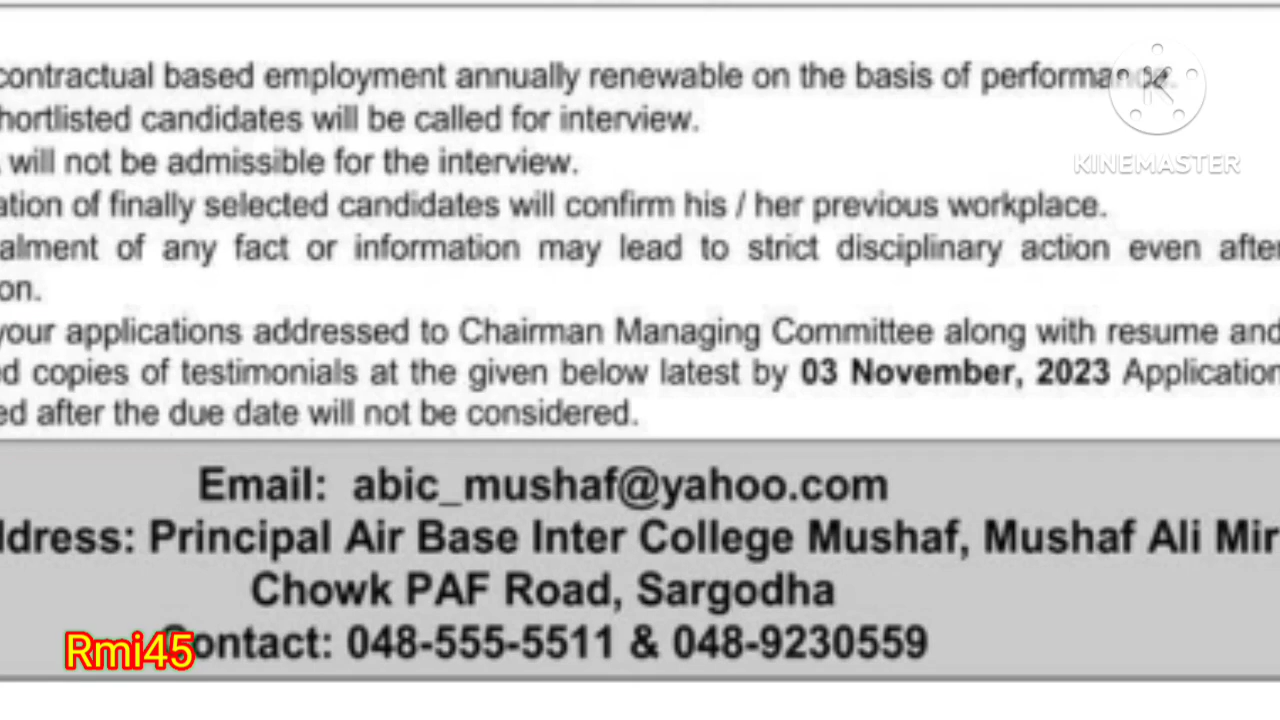 contractual based employment annually renewable on the basis of performance.
hortlisted candidates will be called for interview.
will not be admissible for the interview.
ation of finally selected candidates will confirm his / her previous workplace.
alment of any fact or information may lead to strict disciplinary action even after
on.
your applications addressed to Chairman Managing Committee along with resume and
ed copies of testimonials at the given below latest by 03 November, 2023 Application
ed after the due date will not be considered.
Email: abic_mushaf@yahoo.com
ddress: Principal Air Base Inter College Mushaf, Mushaf Ali Mir
Chowk PAF Road, Sargodha
Contact: 048-555-5511 & 048-9230559
Rmi45
K
KINEMASTER